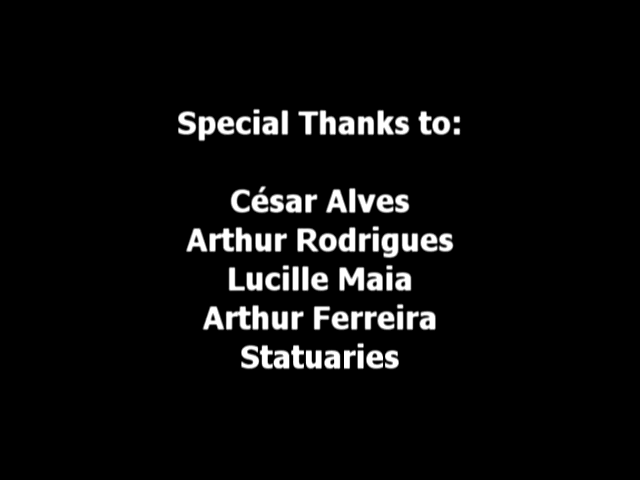 Special Thanks to:
César Alves
Arthur Rodrigues
Lucille Maia
Arthur Ferreira
Statuaries